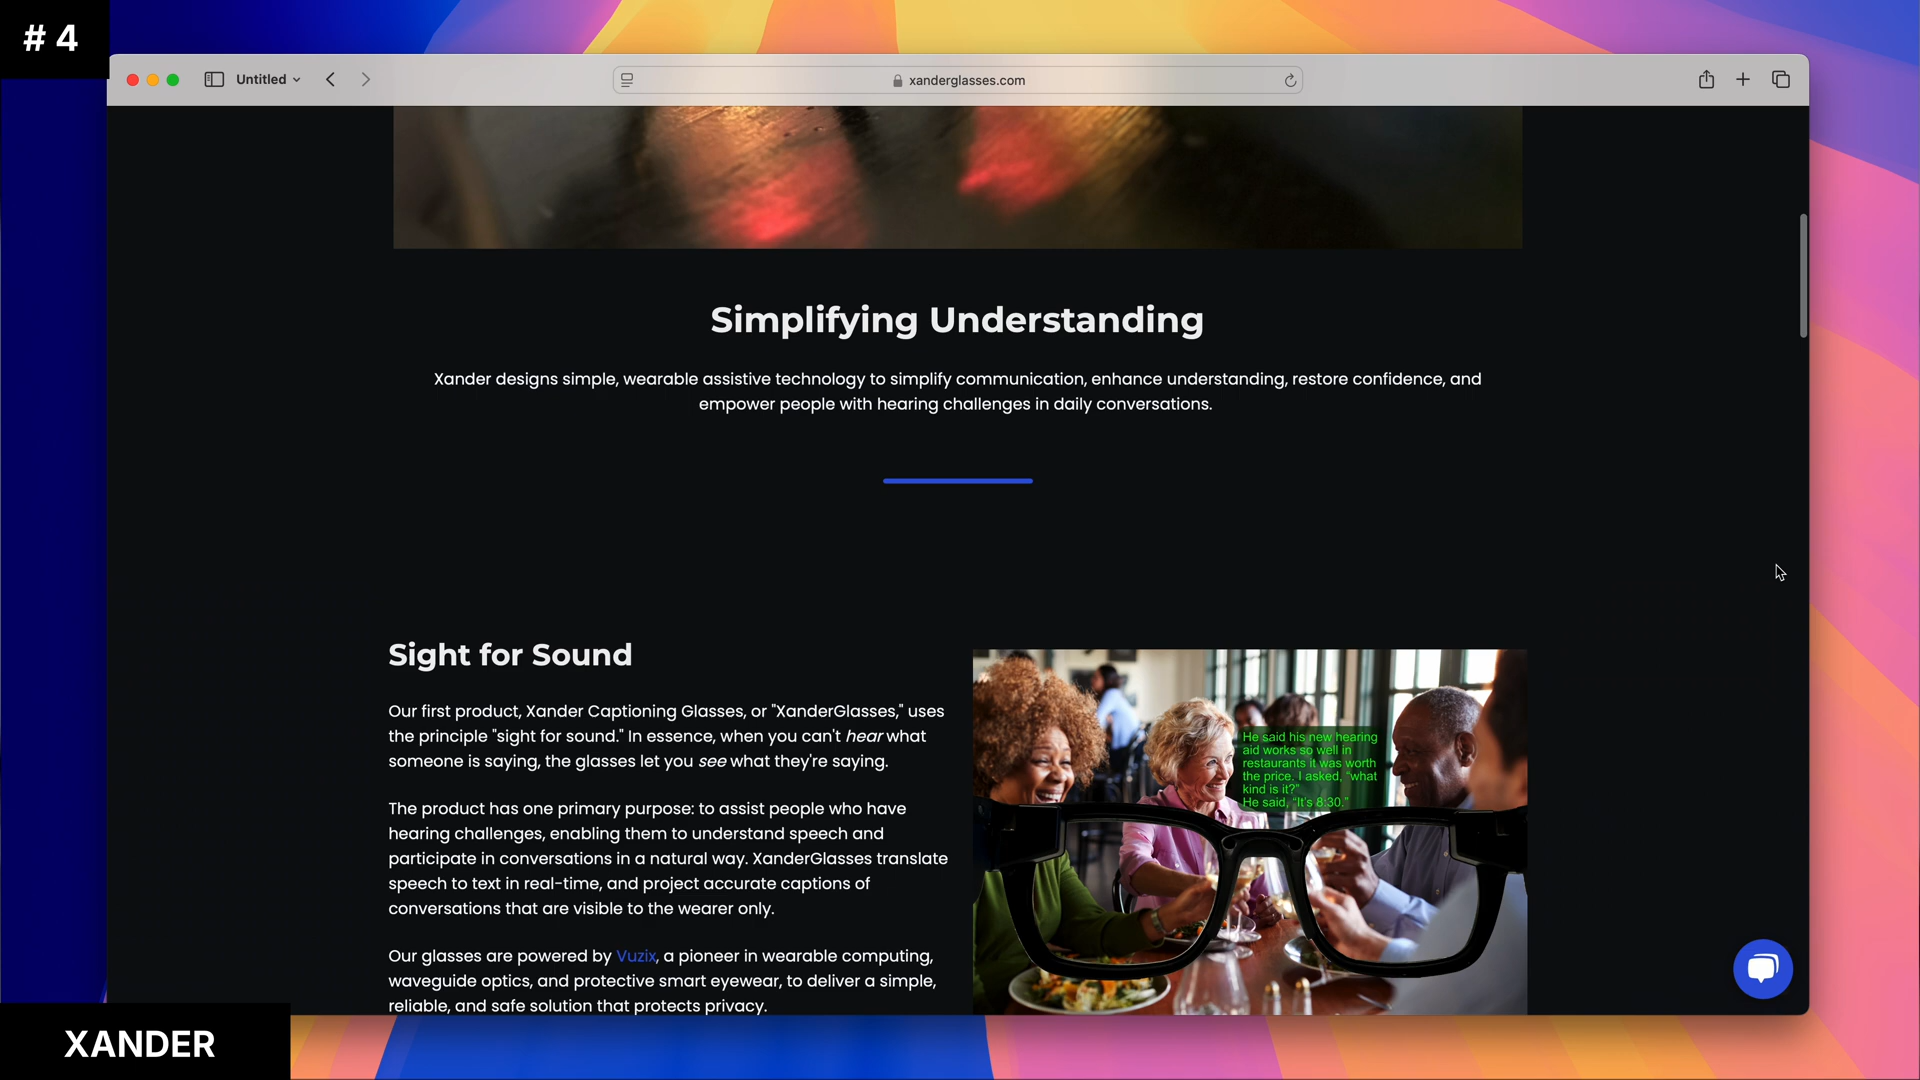 # 4
Untitled
xanderglasses.com
Simplifying Understanding
Xander designs simple, wearable assistive technology to simplify communication, enhance understanding, restore confidence, and
empower people with hearing challenges in daily conversations.
Sight for Sound
Our first product, Xander Captioning Glasses, or "XanderGlasses," uses
the principle "sight for sound." In essence, when you can't hear what
someone is saying, the glasses let you see what they're saying.
The product has one primary purpose: to assist people who have
hearing challenges, enabling them to understand speech and
participate in conversations in a natural way. XanderGlasses translate
speech to text in real-time, and project accurate captions of
conversations that are visible to the wearer only.
Our glasses are powered by Vuzix, a pioneer in wearable computing,
waveguide optics, and protective smart eyewear, to deliver a simple,
reliable, and safe solution that protects privacy.
He said his new hearing
aid works so well in
restaurants it was worth
the price. I asked, "what
kind is it?"
He said, "It's 8:30."
XANDER